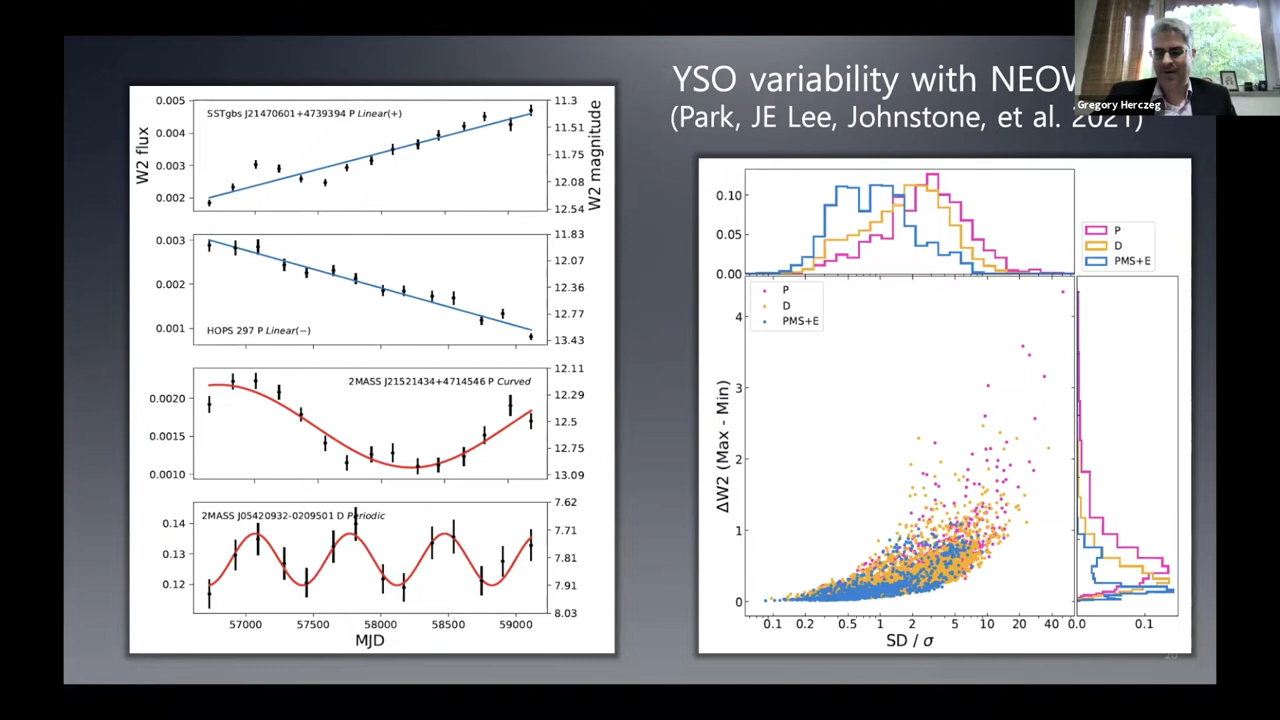 YSO variability with NEOW
(Park, JE Lee, Johnstone, et al. 2021)
Gregory Herczeg
SSTgbs J21470601+4739394 P Linear(+)
W2 flux
0.005
0.004
0.003
0.002
W2 magnitude
11.3
11.51
11.75
12.08
12.54
HOPS 297 P Linear(−)
0.003
0.002
0.001
11.83
12.07
12.36
12.77
13.43
2MASS J21521434+4714546 P Curved
0.0020
0.0015
0.0010
12.11
12.29
12.5
12.75
13.09
2MASS J05420932-0209501 D Periodic
0.14
0.13
0.12
7.62
7.71
7.81
7.91
8.03
57000 57500 58000 58500 59000
MJD
0.10
0.05
0.00
P
D
PMS+E
P
D
PMS+E
ΔW2 (Max - Min)
4
3
2
1
0
0.1 0.2 0.5 1 2 5 10 20 40
SD / σ
0.0 0.1
20